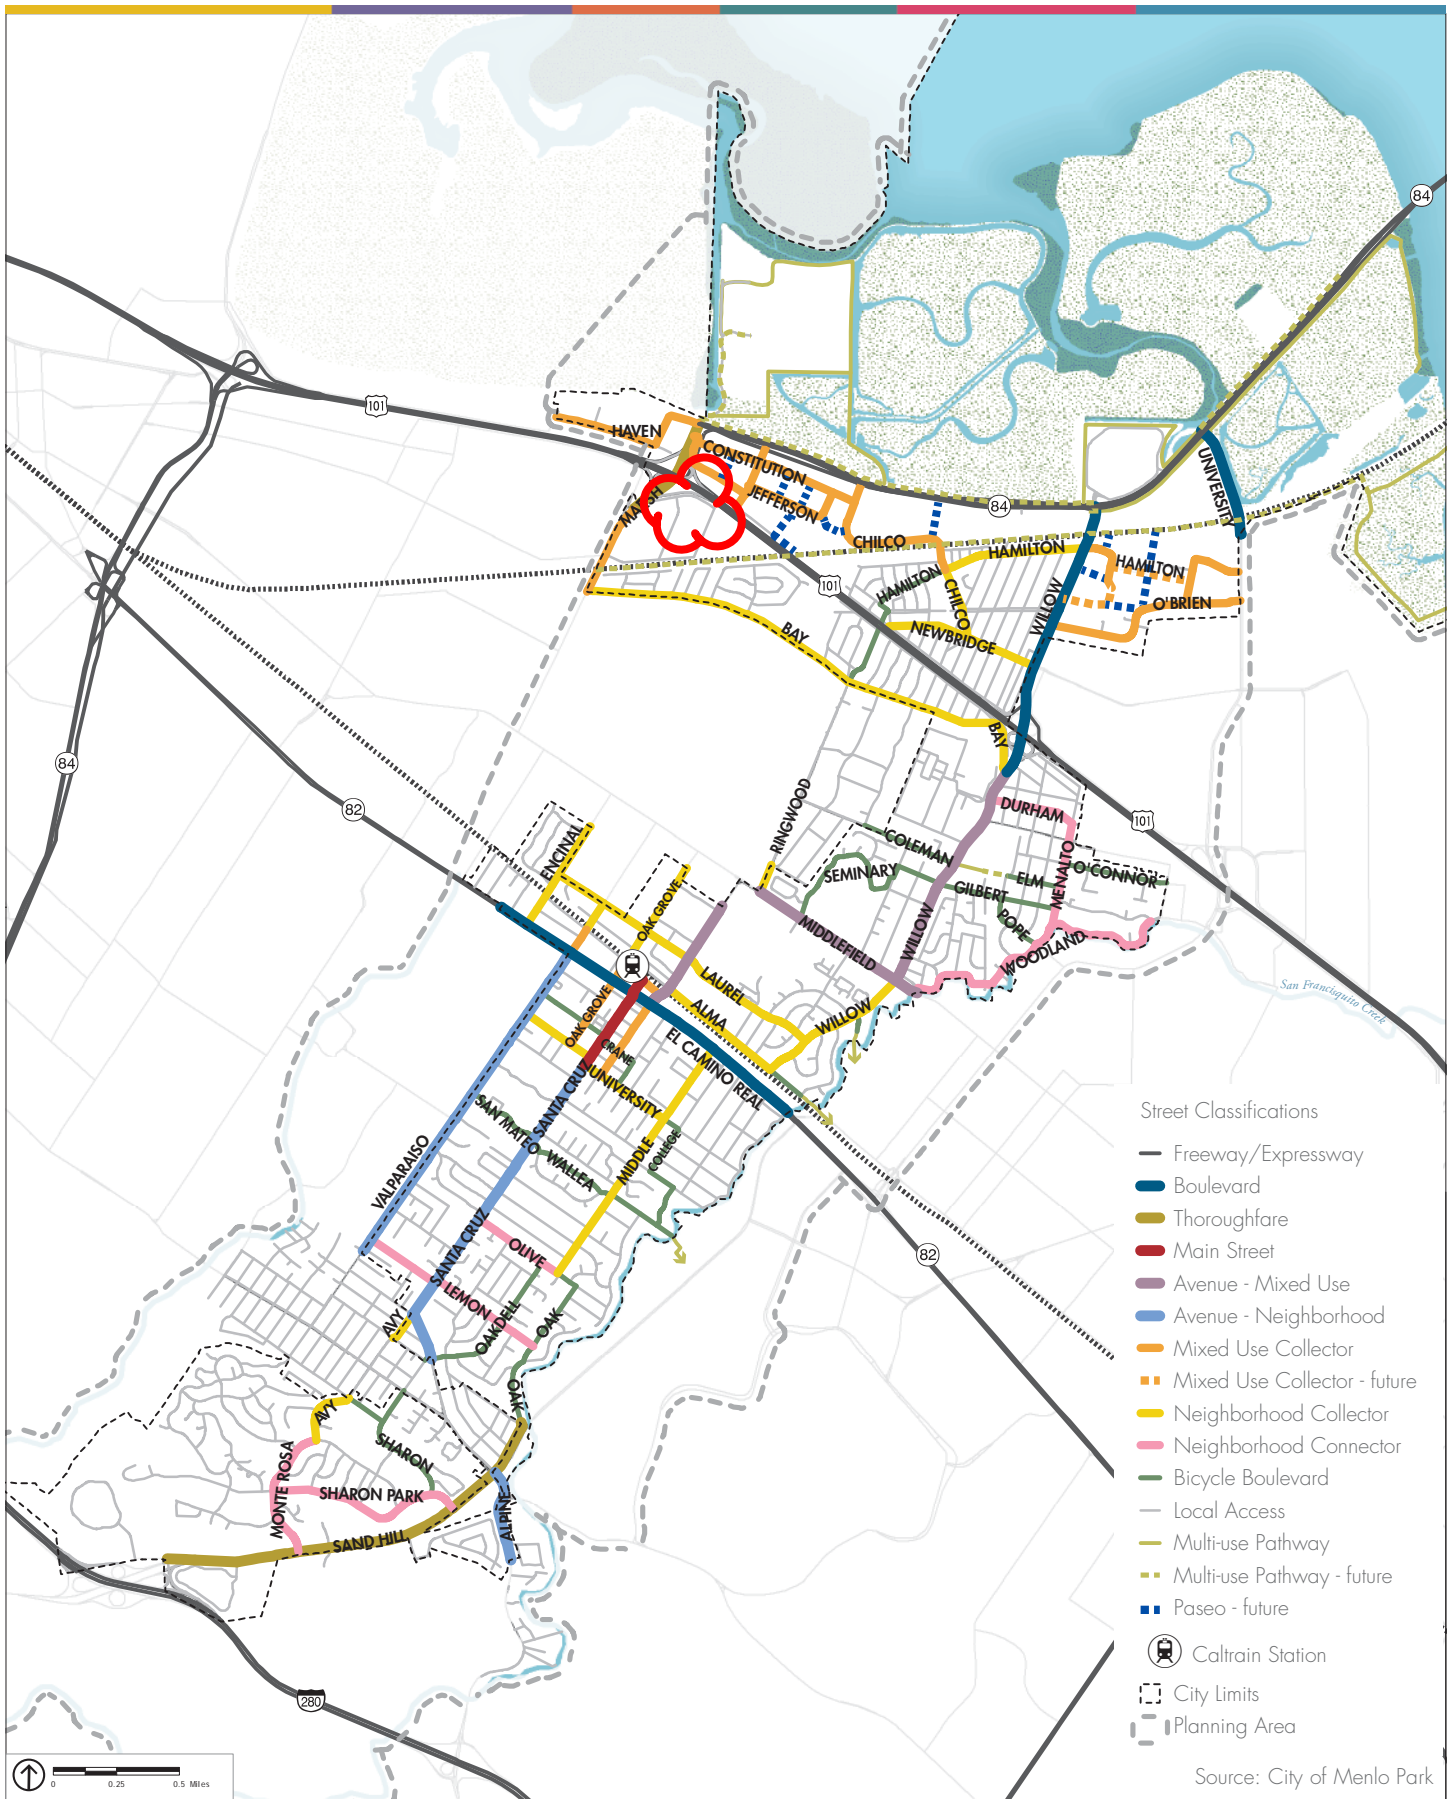 84
HAVEN
101
CONSTITUTION
JEFFERSON
MARSH
UNIVERSITY
84
CHILCO
HAMILTON
HAMILTON
HAMILTON
101
CHILCO
WILLOW
O'BRIEN
NEWBRIDGE
BAY
BAY
84
82
RINGWOOD
DURHAM
101
ENCINAL
COLEMAN
SEMINARY
MENALTO
O'CONNOR
ELM
GILBERT
OAK GROVE
POPE
WILLOW
MIDDLEFIELD
WOODLAND
LAUREL
San Francisquito Creek
ALMA
WILLOW
OAK GROVE
CRANE
EL CAMINO REAL
SANTA CRUZ
UNIVERSITY
SAN MATEO
WALLEA
MIDDLE
COLLEGE
VALPARAISO
SANTA CRUZ
OLIVE
82
LEMON
AVY
OAKDELL
OAK
OAK
AVY
SHARON
MONTE ROSA
SHARON PARK
SAND HILL
ALPINE
280
Street Classifications
Freeway/Expressway
Boulevard
Thoroughfare
Main Street
Avenue - Mixed Use
Avenue - Neighborhood
Mixed Use Collector
Mixed Use Collector - future
Neighborhood Collector
Neighborhood Connector
Bicycle Boulevard
Local Access
Multi-use Pathway
Multi-use Pathway - future
Paseo - future
Caltrain Station
City Limits
Planning Area
0 0.25 0.5 Miles
Source: City of Menlo Park